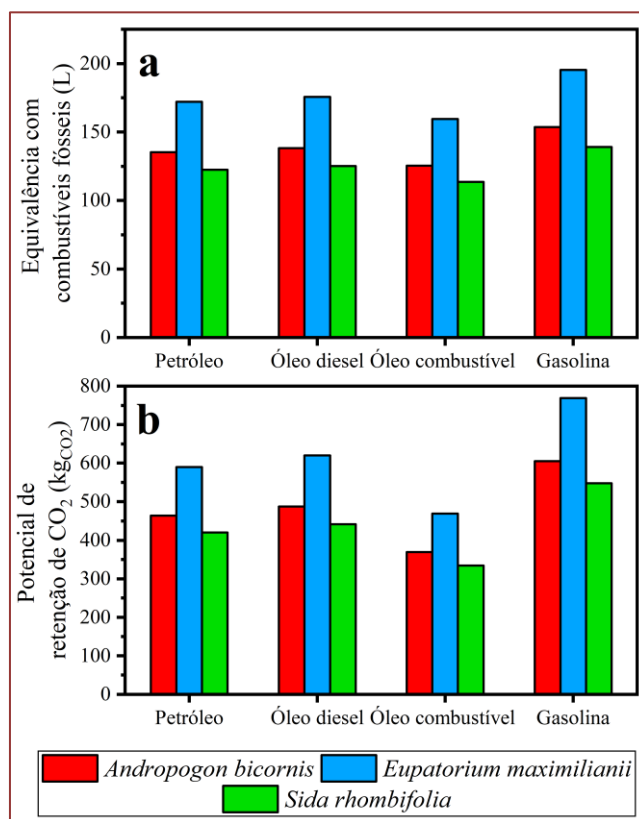 a
Equivalência com
combustíveis fósseis (L)
200
150
100
50
0
Petróleo Óleo diesel Óleo combustível Gasolina
b
Potencial de
retenção de CO₂ (kg_CO2)
800
700
600
500
400
300
200
100
0
Petróleo Óleo diesel Óleo combustível Gasolina
Andropogon bicornis Eupatorium maximilianii
Sida rhombifolia